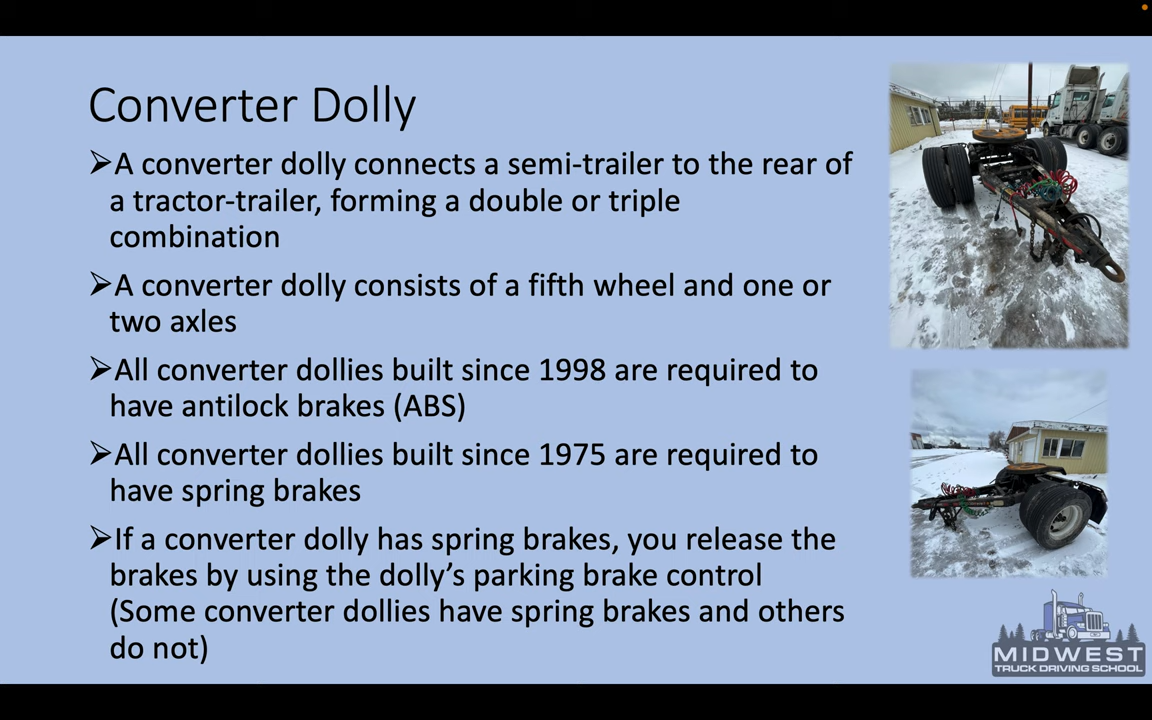 Converter Dolly
➢A converter dolly connects a semi-trailer to the rear of
a tractor-trailer, forming a double or triple
combination
➢A converter dolly consists of a fifth wheel and one or
two axles
➢All converter dollies built since 1998 are required to
have antilock brakes (ABS)
➢All converter dollies built since 1975 are required to
have spring brakes
➢If a converter dolly has spring brakes, you release the
brakes by using the dolly’s parking brake control
(Some converter dollies have spring brakes and others
do not)
MIDWEST
TRUCK DRIVING SCHOOL